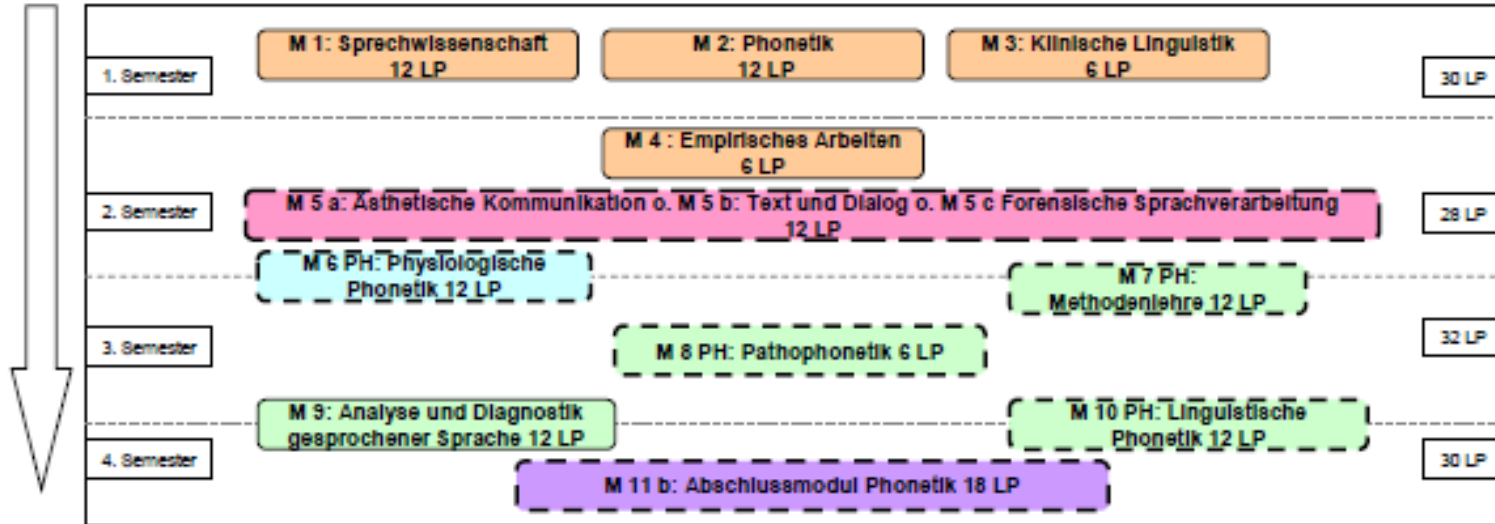 M 1: Sprechwissenschaft
12 LP
M 2: Phonetik
12 LP
M 3: Klinische Linguistik
6 LP
1. Semester
30 LP
M 4 : Empirisches Arbeiten
6 LP
2. Semester
M 5 a: Ästhetische Kommunikation o. M 5 b: Text und Dialog o. M 5 c Forensische Sprachverarbeitung
12 LP
28 LP
M 6 PH: Physiologische
Phonetik 12 LP
M 7 PH:
Methodenlehre 12 LP
3. Semester
M 8 PH: Pathophonetik 6 LP
32 LP
M 9: Analyse und Diagnostik
gesprochener Sprache 12 LP
M 10 PH: Linguistische
Phonetik 12 LP
4. Semester
M 11 b: Abschlussmodul Phonetik 18 LP
30 LP